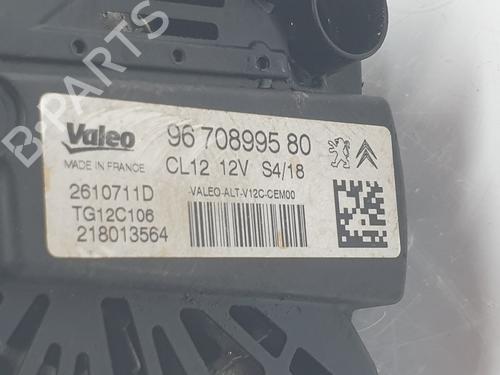 B-PARTS
Valeo
96 708995 80
MADE IN FRANCE
CL12 12V S4/18
2610711D
VALEO-ALT-V12C-CEM00
TG12C106
218013564